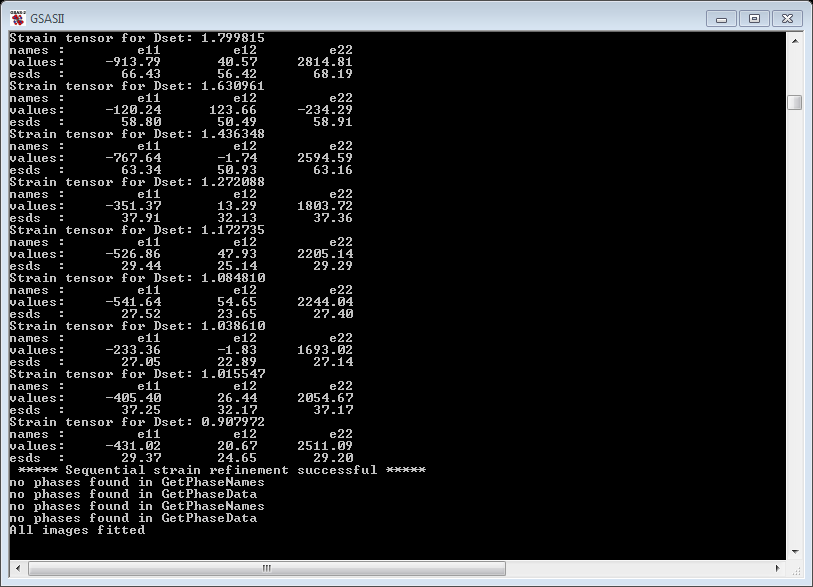 GSASII
Strain tensor for Dset: 1.799815
names :         e11         e12         e22
values:     -913.79       40.57     2814.81
esds  :       66.43       56.42       68.19
Strain tensor for Dset: 1.630961
names :         e11         e12         e22
values:     -120.24      123.66     -234.29
esds  :       58.80       50.49       58.91
Strain tensor for Dset: 1.436348
names :         e11         e12         e22
values:     -767.64       -1.74     2594.59
esds  :       63.34       50.93       63.16
Strain tensor for Dset: 1.272088
names :         e11         e12         e22
values:     -351.37       13.29     1803.72
esds  :       37.91       32.13       37.36
Strain tensor for Dset: 1.172735
names :         e11         e12         e22
values:     -526.86       47.93     2205.14
esds  :       29.44       25.14       29.29
Strain tensor for Dset: 1.084810
names :         e11         e12         e22
values:     -541.64       54.65     2244.04
esds  :       27.52       23.65       27.40
Strain tensor for Dset: 1.038610
names :         e11         e12         e22
values:     -233.36       -1.83     1693.02
esds  :       27.05       22.89       27.14
Strain tensor for Dset: 1.015547
names :         e11         e12         e22
values:     -405.40       26.44     2054.67
esds  :       37.25       32.17       37.17
Strain tensor for Dset: 0.907972
names :         e11         e12         e22
values:     -431.02       20.67     2511.09
esds  :       29.37       24.65       29.20
 ***** Sequential strain refinement successful *****
no phases found in GetPhaseNames
no phases found in GetPhaseData
no phases found in GetPhaseNames
no phases found in GetPhaseData
All images fitted